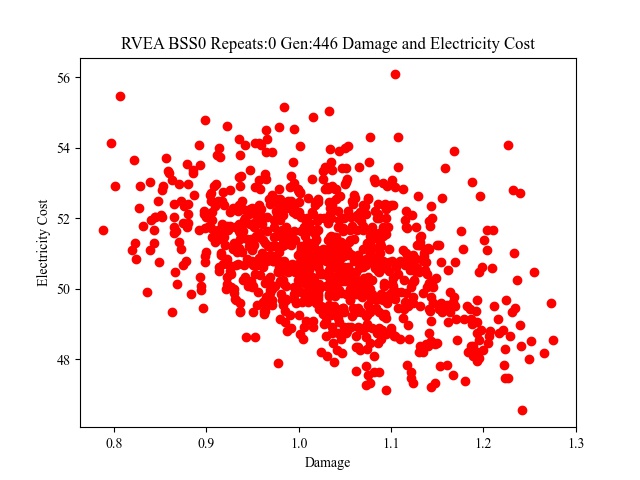 RVEA BSS0 Repeats:0 Gen:446 Damage and Electricity Cost
56
54
52
50
48
Electricity Cost
0.8 0.9 1.0 1.1 1.2 1.3
Damage